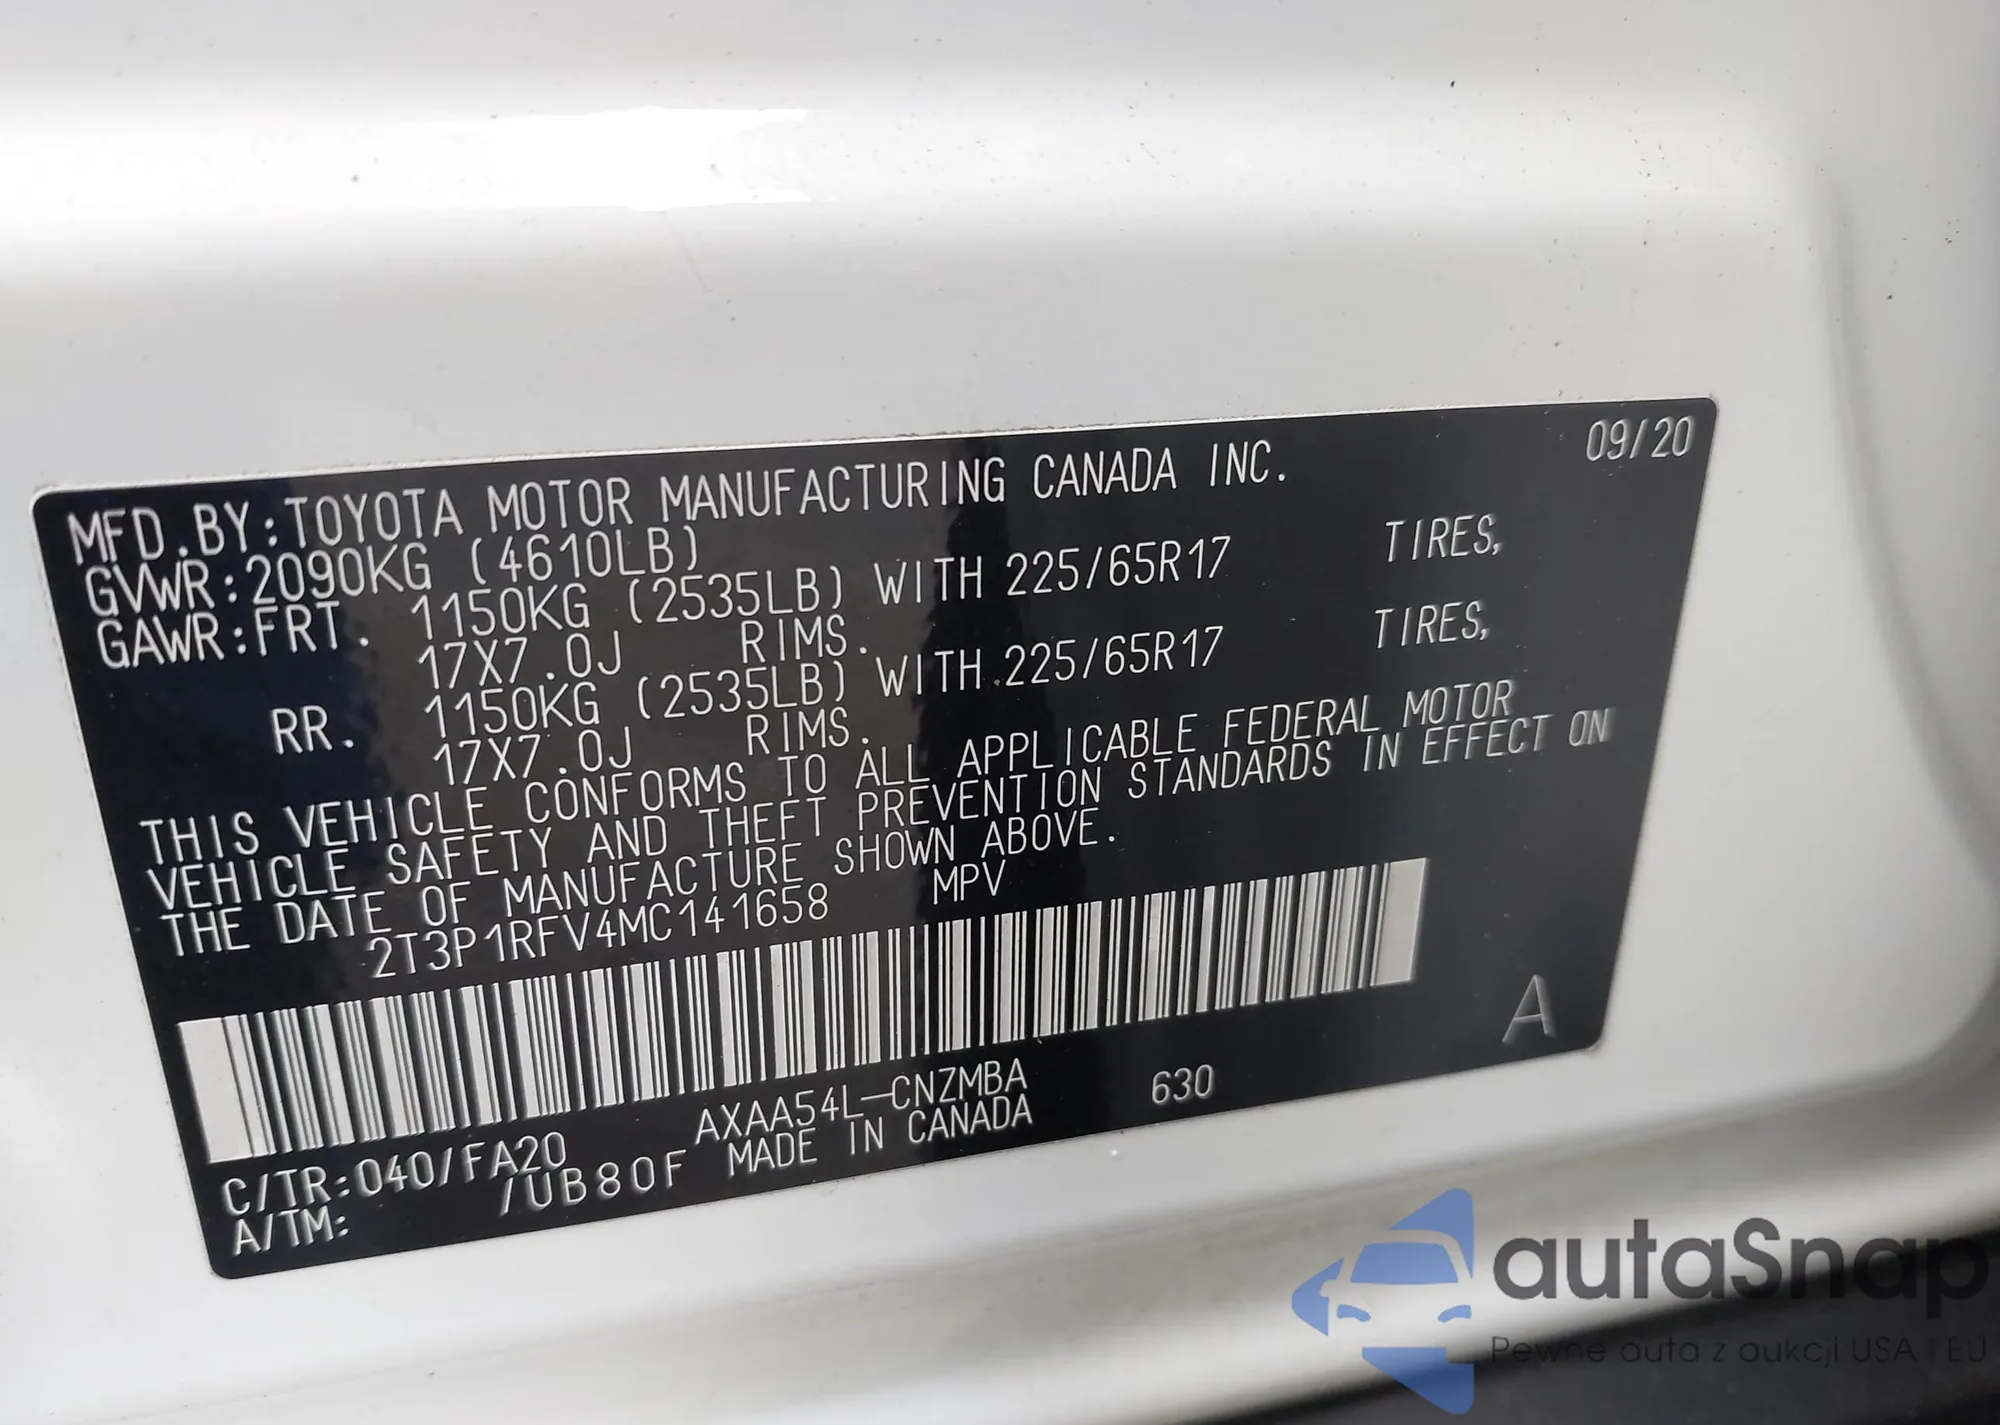 09/20
MFD.BY:TOYOTA MOTOR MANUFACTURING CANADA INC.
GVWR:2090KG (4610LB)
GAWR:FRT. 1150KG (2535LB) WITH 225/65R17 TIRES,
17X7.0J RIMS.
RR. 1150KG (2535LB) WITH 225/65R17 TIRES,
17X7.0J RIMS.
THIS VEHICLE CONFORMS TO ALL APPLICABLE FEDERAL MOTOR
VEHICLE SAFETY AND THEFT PREVENTION STANDARDS IN EFFECT ON
THE DATE OF MANUFACTURE SHOWN ABOVE.
2T3P1RFV4MC141658 MPV
A
C/TR:040/FA20 AXAA54L-CNZMBA 630
A/TM: /UB80F MADE IN CANADA
autaSnap
Pewne auta z aukcji USA i EU